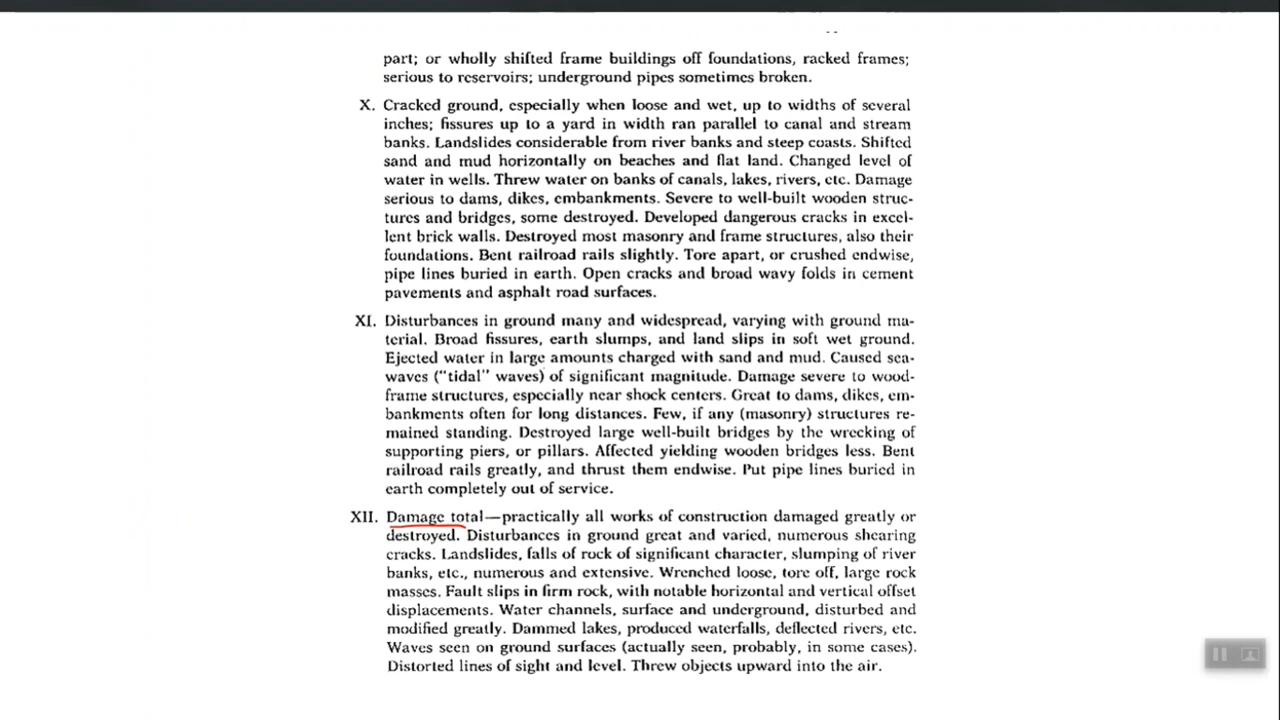 part; or wholly shifted frame buildings off foundations, racked frames;
serious to reservoirs; underground pipes sometimes broken.
X. Cracked ground, especially when loose and wet, up to widths of several
inches; fissures up to a yard in width ran parallel to canal and stream
banks. Landslides considerable from river banks and steep coasts. Shifted
sand and mud horizontally on beaches and flat land. Changed level of
water in wells. Threw water on banks of canals, lakes, rivers, etc. Damage
serious to dams, dikes, embankments. Severe to well-built wooden struc-
tures and bridges, some destroyed. Developed dangerous cracks in excel-
lent brick walls. Destroyed most masonry and frame structures, also their
foundations. Bent railroad rails slightly. Tore apart, or crushed endwise,
pipe lines buried in earth. Open cracks and broad wavy folds in cement
pavements and asphalt road surfaces.
XI. Disturbances in ground many and widespread, varying with ground ma-
terial. Broad fissures, earth slumps, and land slips in soft wet ground.
Ejected water in large amounts charged with sand and mud. Caused sea-
waves ("tidal" waves) of significant magnitude. Damage severe to wood-
frame structures, especially near shock centers. Great to dams, dikes, em-
bankments often for long distances. Few, if any (masonry) structures re-
mained standing. Destroyed large well-built bridges by the wrecking of
supporting piers, or pillars. Affected yielding wooden bridges less. Bent
railroad rails greatly, and thrust them endwise. Put pipe lines buried in
earth completely out of service.
XII. Damage total—practically all works of construction damaged greatly or
destroyed. Disturbances in ground great and varied, numerous shearing
cracks. Landslides, falls of rock of significant character, slumping of river
banks, etc., numerous and extensive. Wrenched loose, tore off, large rock
masses. Fault slips in firm rock, with notable horizontal and vertical offset
displacements. Water channels, surface and underground, disturbed and
modified greatly. Dammed lakes, produced waterfalls, deflected rivers, etc.
Waves seen on ground surfaces (actually seen, probably, in some cases).
Distorted lines of sight and level. Threw objects upward into the air.